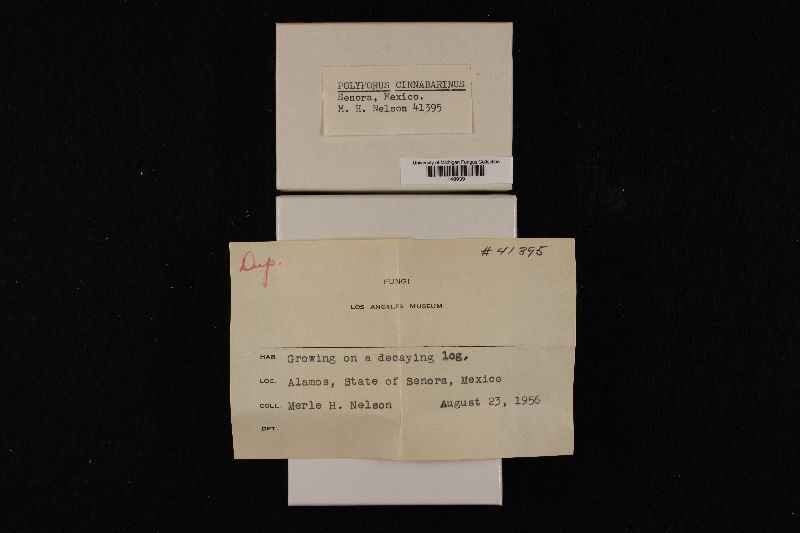 POLYPORUS CINNABARINUS
Senora, Mexico.
M. H. Nelson 41395
University of Michigan Fungus Collection
Dup.
#41395
FUNGI
LOS ANGELES MUSEUM
HAB. Growing on a decaying log.
LOC. Alamos, State of Senora, Mexico
COLL. Merle H. Nelson August 23, 1956
DET.